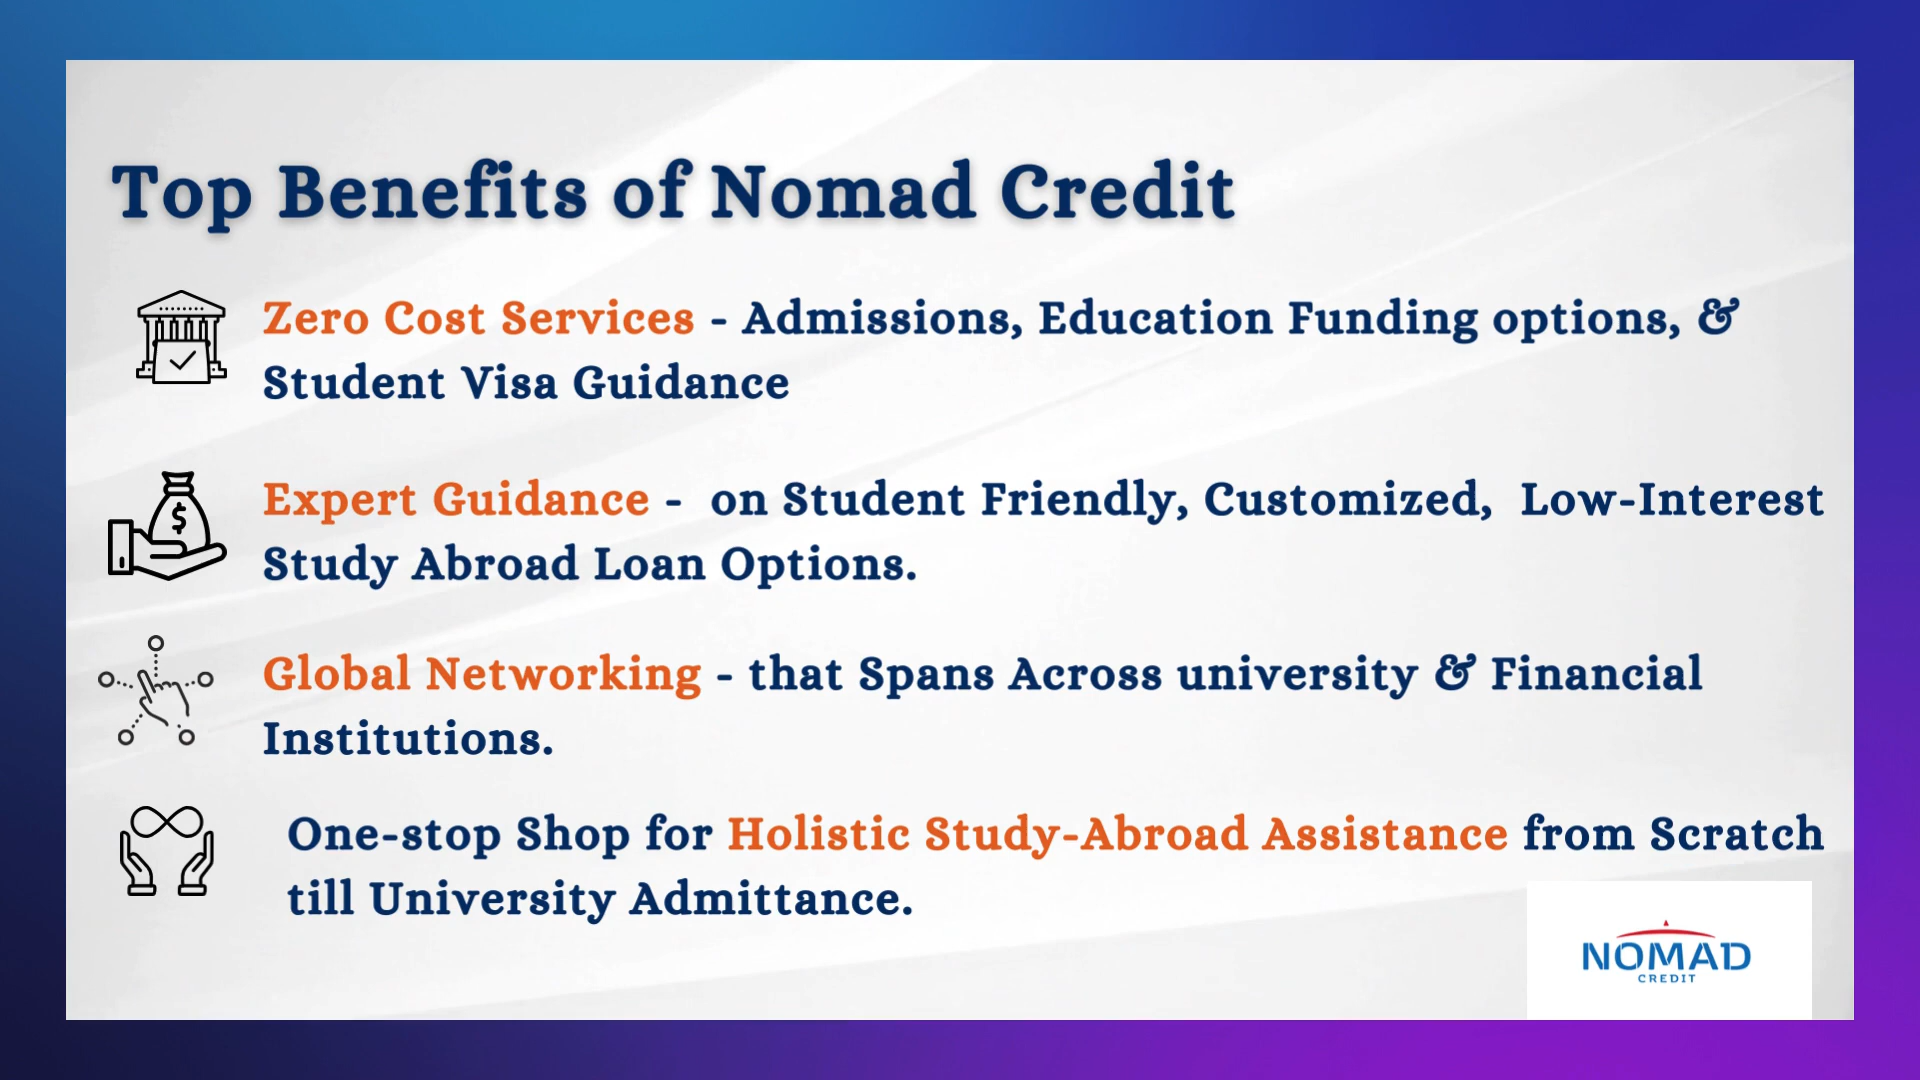 Top Benefits of Nomad Credit
Zero Cost Services - Admissions, Education Funding options, &
Student Visa Guidance
Expert Guidance - on Student Friendly, Customized, Low-Interest
Study Abroad Loan Options.
Global Networking - that Spans Across university & Financial
Institutions.
One-stop Shop for Holistic Study-Abroad Assistance from Scratch
till University Admittance.
NOMAD
CREDIT